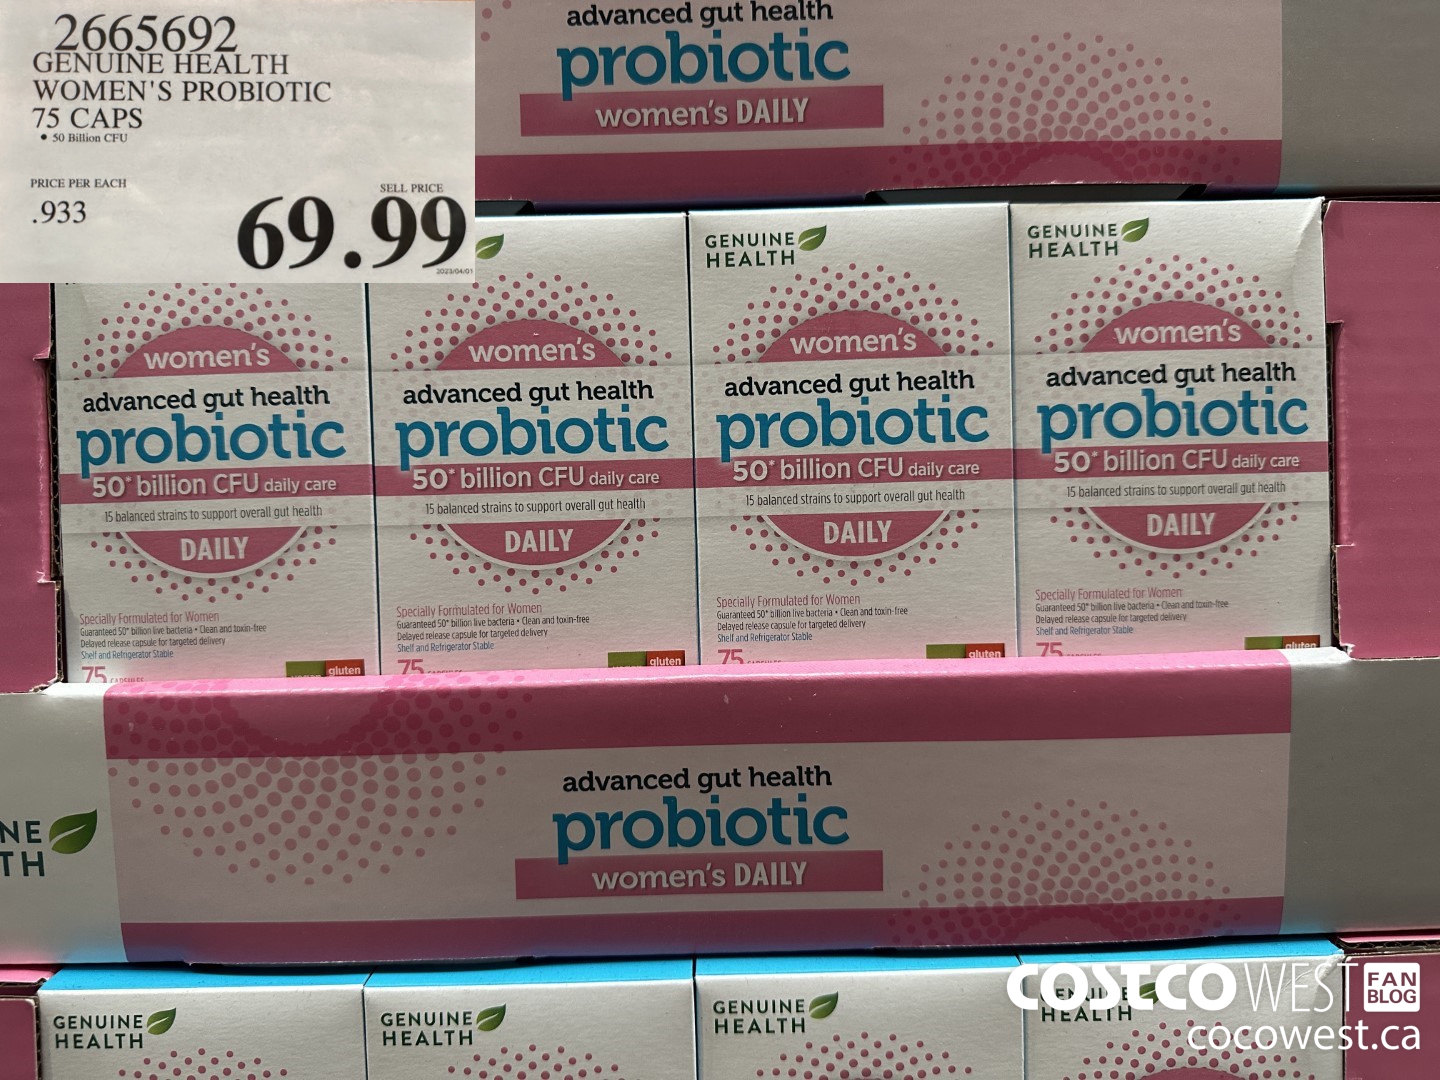 2665692
GENUINE HEALTH
WOMEN'S PROBIOTIC
75 CAPS
• 50 Billion CFU
PRICE PER EACH
.933
SELL PRICE
69.99
2023/04/01
advanced gut health
probiotic
women's DAILY
women's
advanced gut health
probiotic
50* billion CFU daily care
15 balanced strains to support overall gut health
DAILY
Specially Formulated for Women
Guaranteed 50* billion live bacteria • Clean and toxin-free
Delayed release capsule for targeted delivery
Shelf and Refrigerator Stable
75 CAPSULES
gluten
women's
advanced gut health
probiotic
50* billion CFU daily care
15 balanced strains to support overall gut health
DAILY
Specially Formulated for Women
Guaranteed 50* billion live bacteria • Clean and toxin-free
Delayed release capsule for targeted delivery
Shelf and Refrigerator Stable
75
gluten
GENUINE
HEALTH
women's
advanced gut health
probiotic
50* billion CFU daily care
15 balanced strains to support overall gut health
DAILY
Specially Formulated for Women
Guaranteed 50* billion live bacteria • Clean and toxin-free
Delayed release capsule for targeted delivery
Shelf and Refrigerator Stable
75
gluten
GENUINE
HEALTH
women's
advanced gut health
probiotic
50* billion CFU daily care
15 balanced strains to support overall gut health
DAILY
Specially Formulated for Women
Guaranteed 50* billion live bacteria • Clean and toxin-free
Delayed release capsule for targeted delivery
Shelf and Refrigerator Stable
75
gluten
NE
TH
advanced gut health
probiotic
women's DAILY
GENUINE
HEALTH
GENUINE
HEALTH
GENUINE
HEALTH
GENUINE
HEALTH
COSTCO WEST FAN BLOG
cocowest.ca